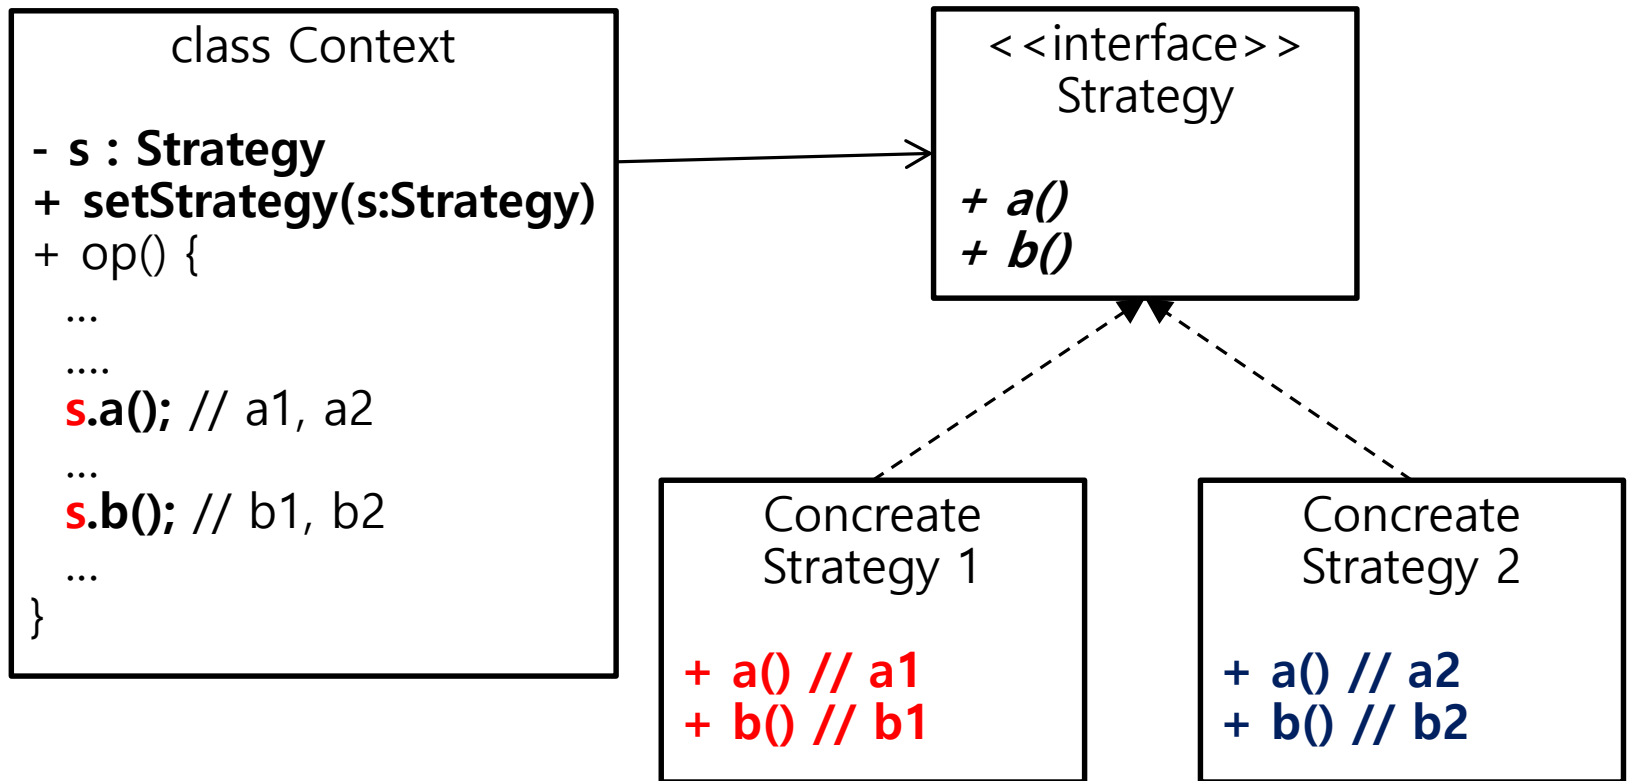 class Context
- s : Strategy
+ setStrategy(s:Strategy)
+ op() {
...
....
s.a(); // a1, a2
...
s.b(); // b1, b2
...
}
<<interface>>
Strategy
+ a()
+ b()
Concreate
Strategy 1
+ a() // a1
+ b() // b1
Concreate
Strategy 2
+ a() // a2
+ b() // b2